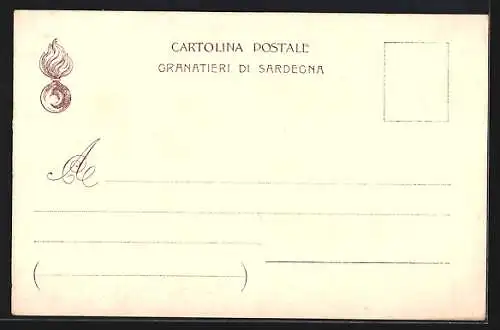 CARTOLINA POSTALE
GRANATIERI DI SARDEGNA
A